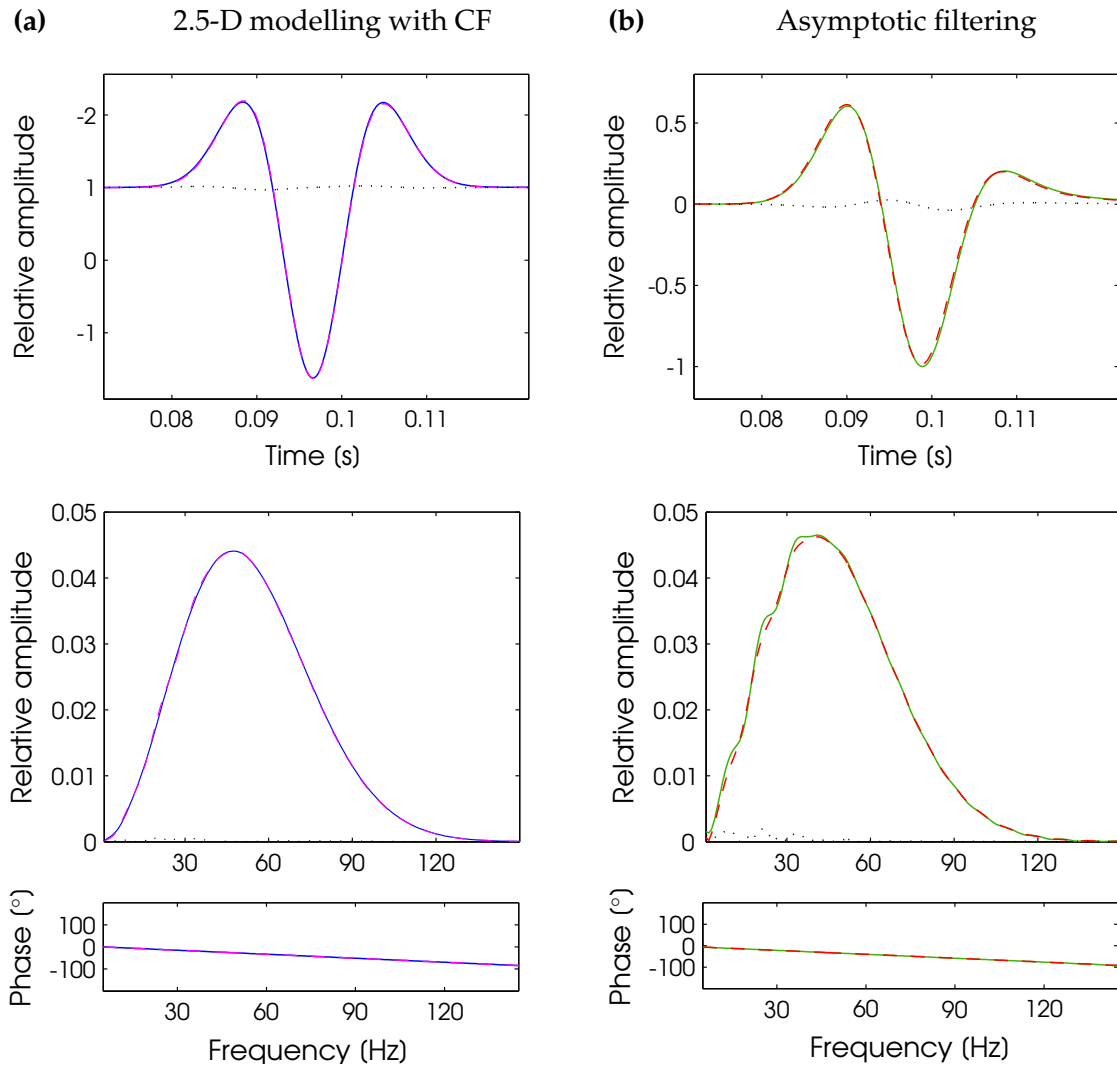 (a) 2.5-D modelling with CF
(b) Asymptotic filtering
Relative amplitude
-2
1
0
-1
0.08 0.09 0.1 0.11
Time (s)
Relative amplitude
0.5
0
-0.5
-1
0.08 0.09 0.1 0.11
Time (s)
Relative amplitude
0.05
0.04
0.03
0.02
0.01
0
30 60 90 120
Relative amplitude
0.05
0.04
0.03
0.02
0.01
0
30 60 90 120
Phase (°)
100
0
-100
30 60 90 120
Frequency (Hz)
Phase (°)
100
0
-100
30 60 90 120
Frequency (Hz)